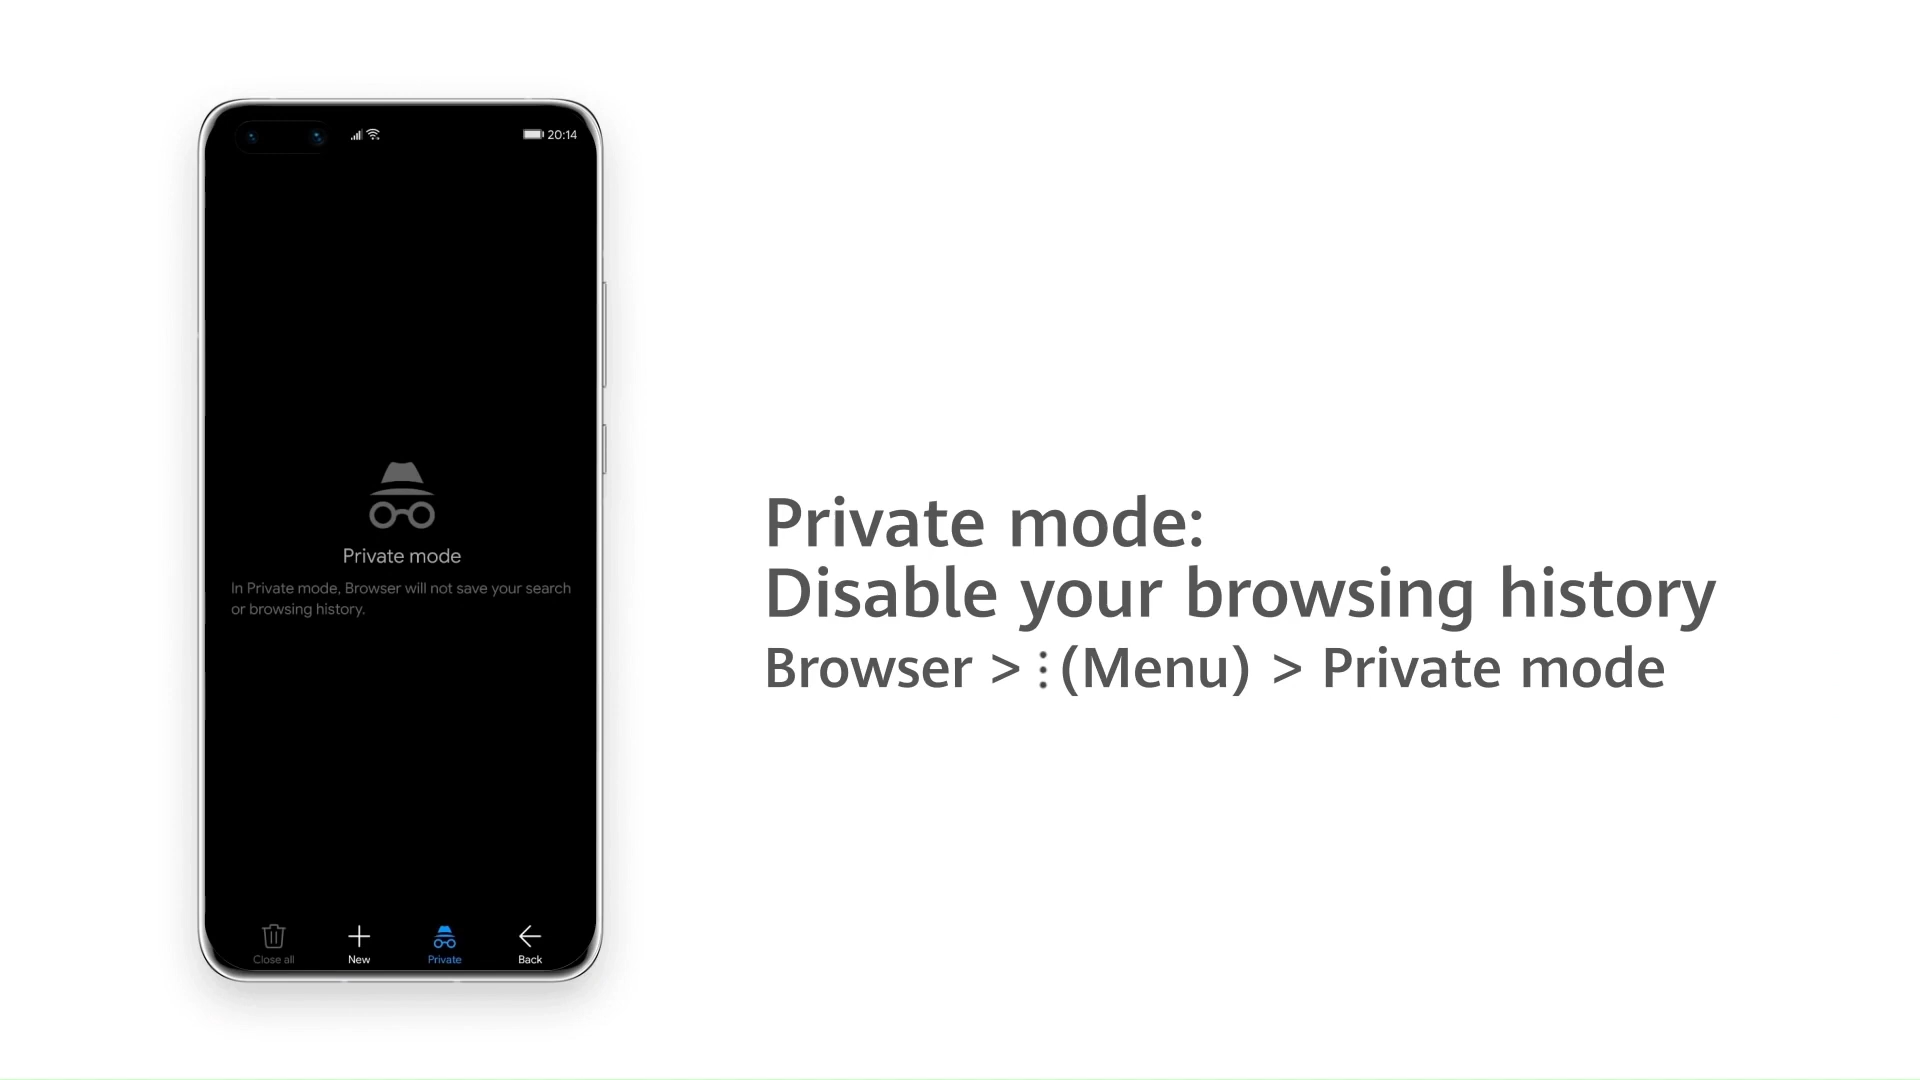 20:14
Private mode
In Private mode, Browser will not save your search
or browsing history.
Close all
New
Private
Back
Private mode:
Disable your browsing history
Browser > ⋮ (Menu) > Private mode